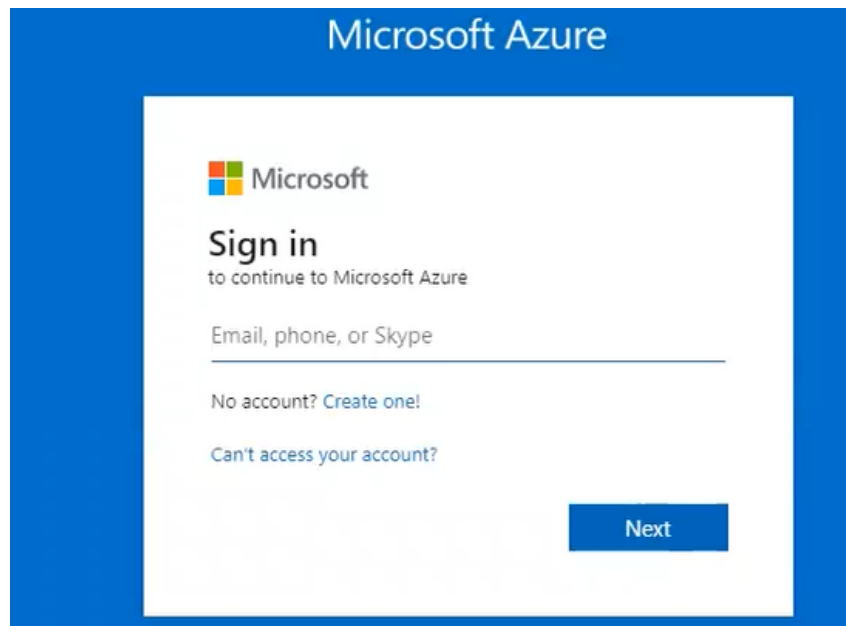 Microsoft Azure
Microsoft
Sign in
to continue to Microsoft Azure
Email, phone, or Skype
No account? Create one!
Can't access your account?
Next